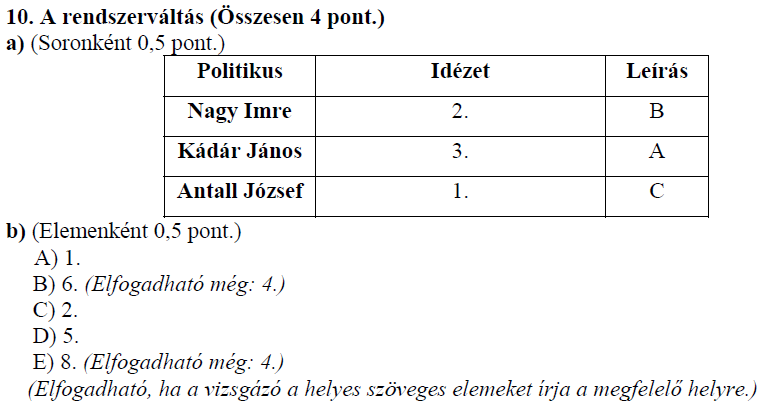 10. A rendszerváltás (Összesen 4 pont.)
a) (Soronként 0,5 pont.)
Politikus Idézet Leírás
Nagy Imre 2. B
Kádár János 3. A
Antall József 1. C
b) (Elemenként 0,5 pont.)
A) 1.
B) 6. (Elfogadható még: 4.)
C) 2.
D) 5.
E) 8. (Elfogadható még: 4.)
(Elfogadható, ha a vizsgázó a helyes szöveges elemeket írja a megfelelő helyre.)